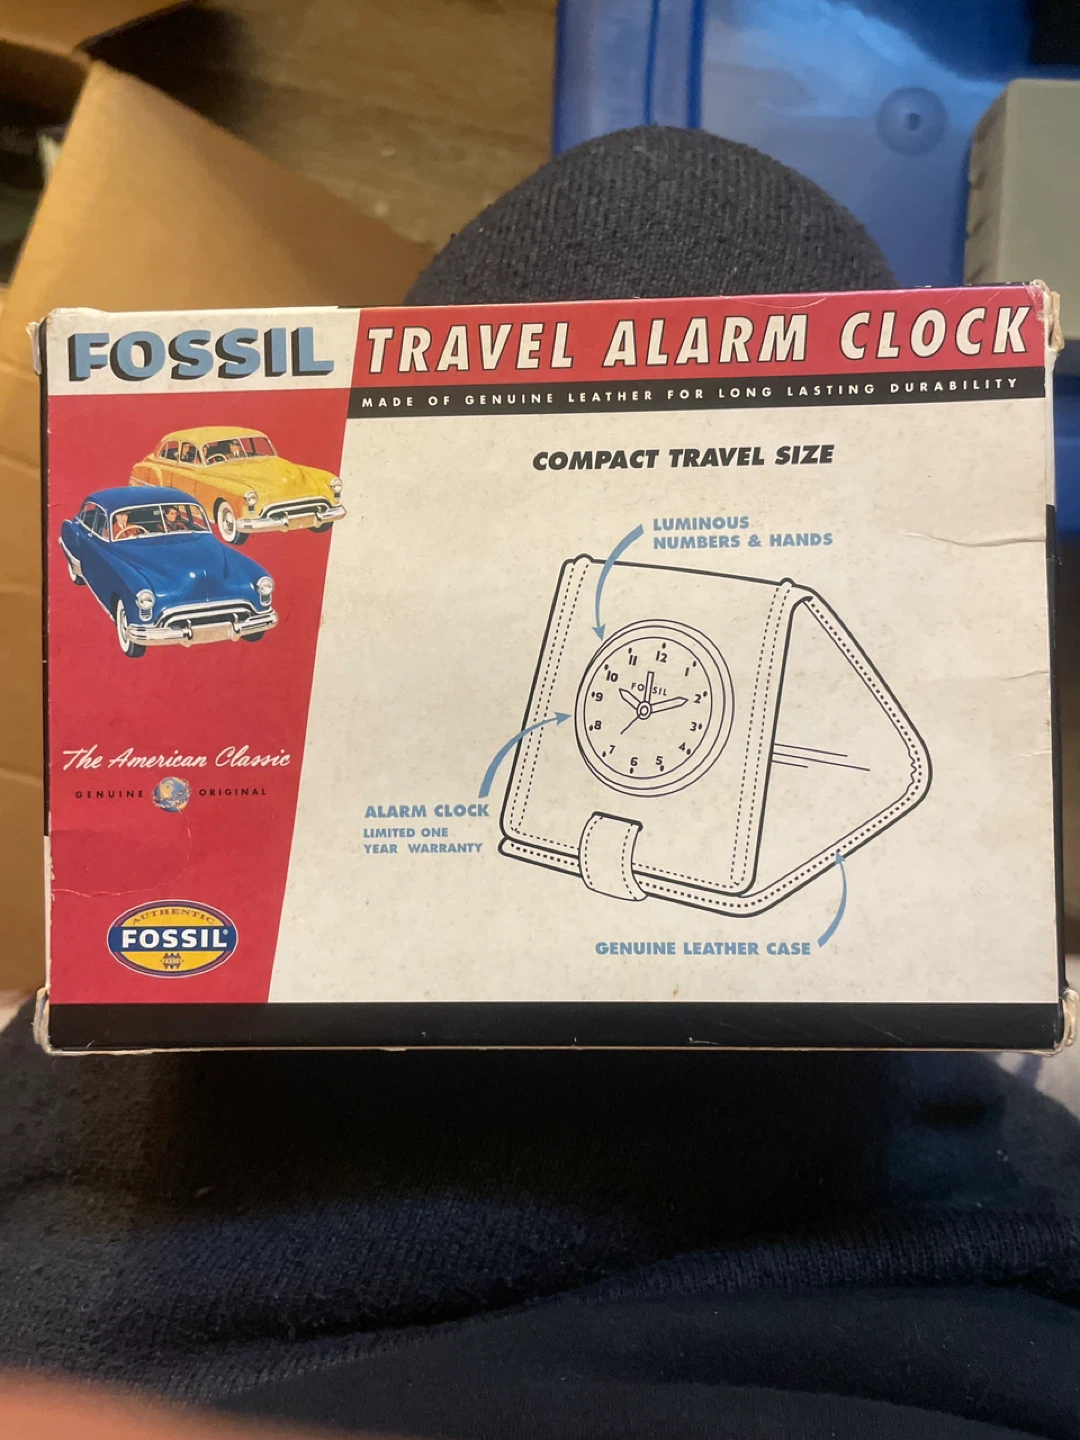 FOSSIL
TRAVEL ALARM CLOCK
MADE OF GENUINE LEATHER FOR LONG LASTING DURABILITY
COMPACT TRAVEL SIZE
LUMINOUS
NUMBERS & HANDS
12
1
2
3
4
5
6
7
8
9
10
11
FOSSIL
ALARM CLOCK
LIMITED ONE
YEAR WARRANTY
GENUINE LEATHER CASE
The American Classic
GENUINE ORIGINAL
AUTHENTIC
FOSSIL®